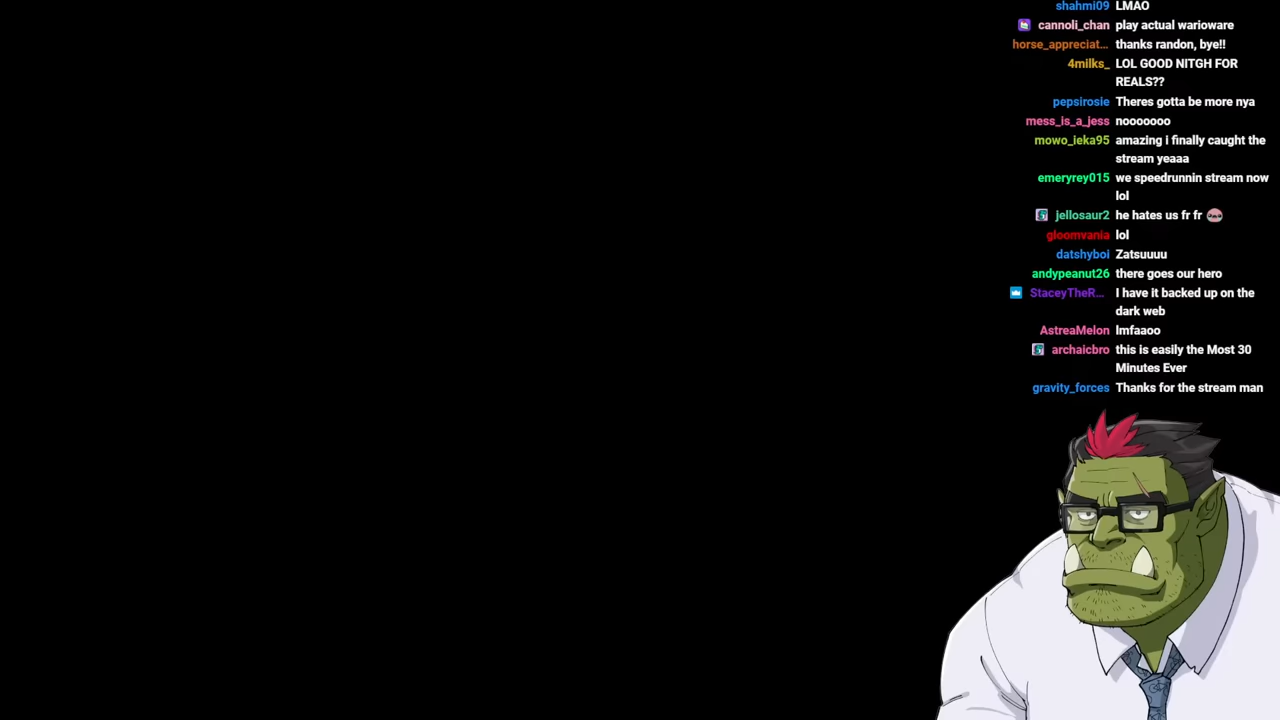 shahmi09 LMAO
cannoli_chan play actual warioware
horse_appreciat... thanks randon, bye!!
4milks_ LOL GOOD NITGH FOR
REALS??
pepsirosie Theres gotta be more nya
mess_is_a_jess nooooooo
mowo_ieka95 amazing i finally caught the
stream yeaaa
emeryrey015 we speedrunnin stream now
lol
jellosaur2 he hates us fr fr
gloomvania lol
datshyboi Zatsuuuu
andypeanut26 there goes our hero
StaceyTheR... I have it backed up on the
dark web
AstreaMelon lmfaaoo
archaicbro this is easily the Most 30
Minutes Ever
gravity_forces Thanks for the stream man